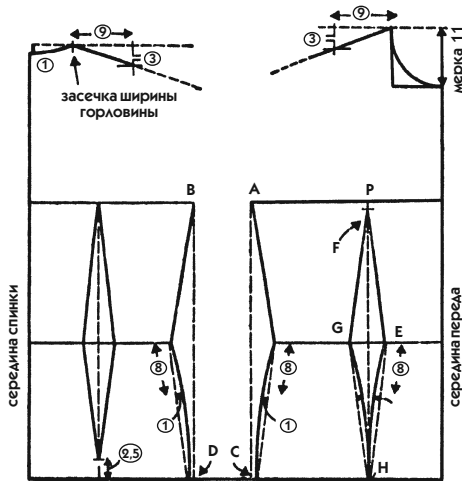 9
9
3
3
1
засечка ширины
горловины
мерка 11
B
A
P
F
G
E
середина спинки
середина переда
8
8
8
8
1
1
2,5
D
C
H